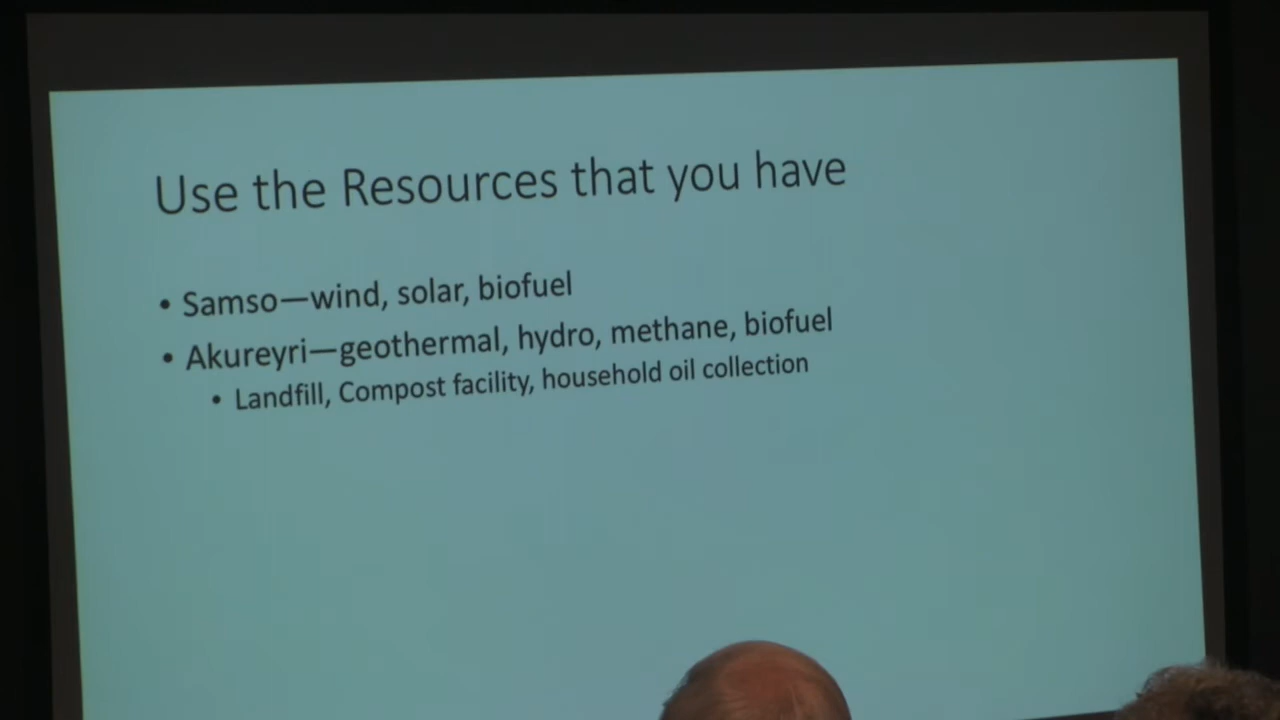 Use the Resources that you have
• Samso—wind, solar, biofuel
• Akureyri—geothermal, hydro, methane, biofuel
• Landfill, Compost facility, household oil collection